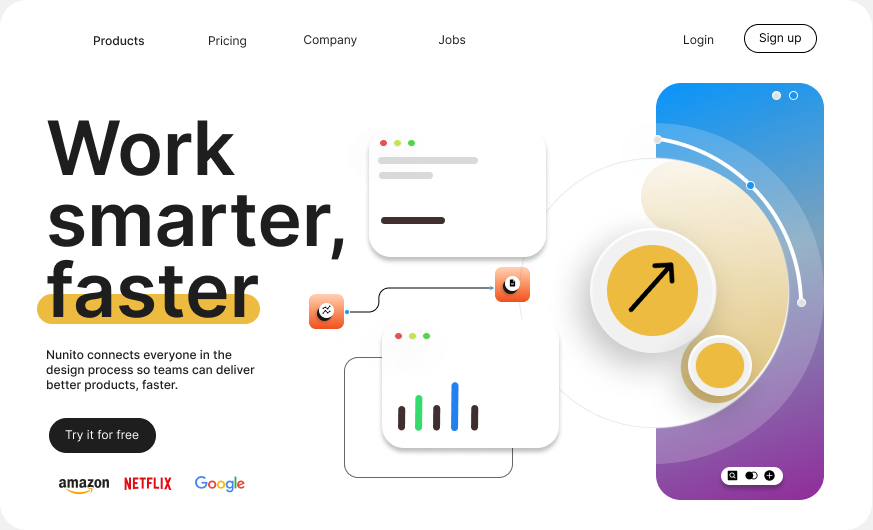 Products
Pricing
Company
Jobs
Login
Sign up
Work
smarter,
faster
Nunito connects everyone in the
design process so teams can deliver
better products, faster.
Try it for free
amazon
NETFLIX
Google